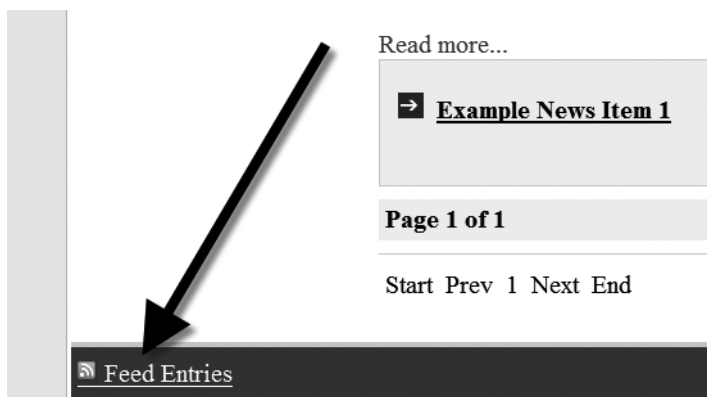 Read more...
Example News Item 1
Page 1 of 1
Start Prev 1 Next End
Feed Entries